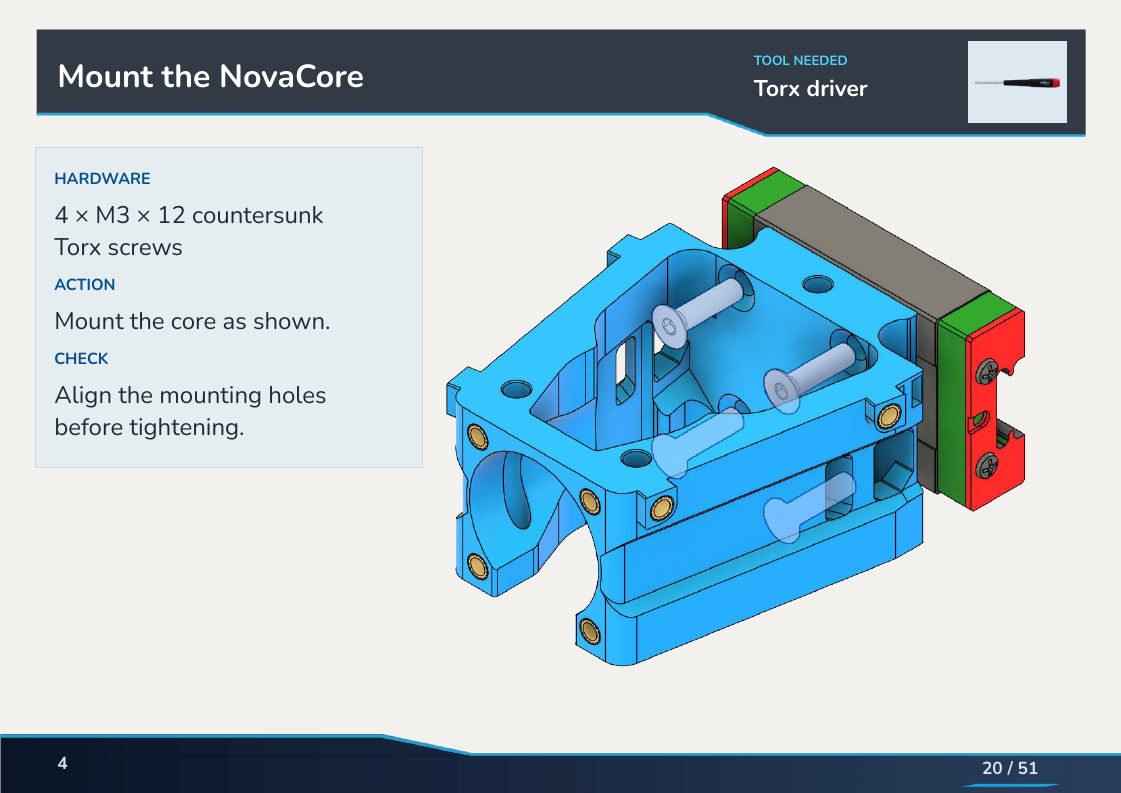 Mount the NovaCore
TOOL NEEDED
Torx driver
HARDWARE
4 × M3 × 12 countersunk
Torx screws
ACTION
Mount the core as shown.
CHECK
Align the mounting holes
before tightening.
4
20 / 51